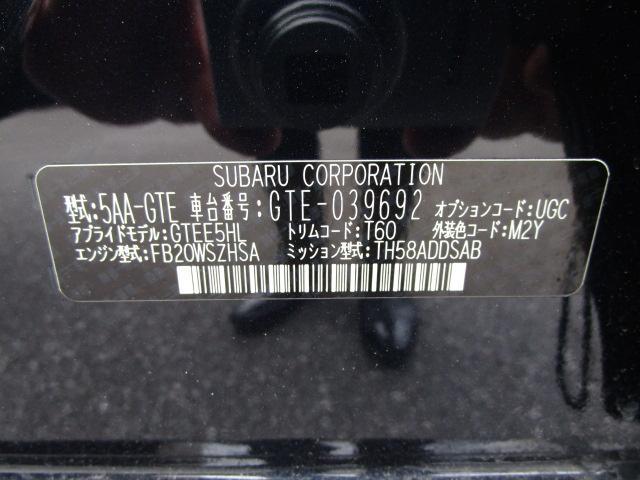 SUBARU CORPORATION
型式:5AA-GTE 車台番号:GTE-039692 オプションコード:UGC
アプライドモデル:GTEE5HL トリムコード:T60 外装色コード:M2Y
エンジン型式:FB20WSZHSA ミッション型式:TH58ADDSAB